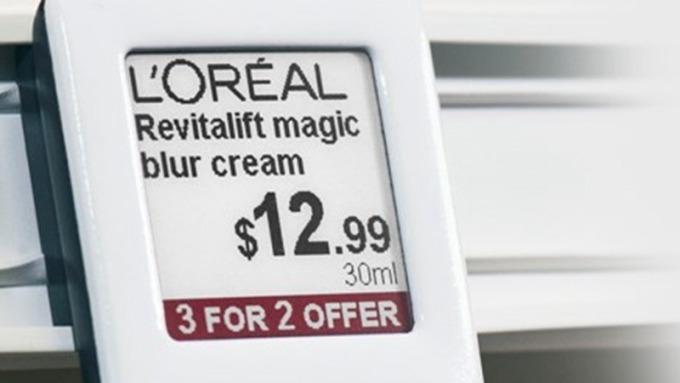 L'ORÉAL
Revitalift magic
blur cream
$12.99
30ml
3 FOR 2 OFFER